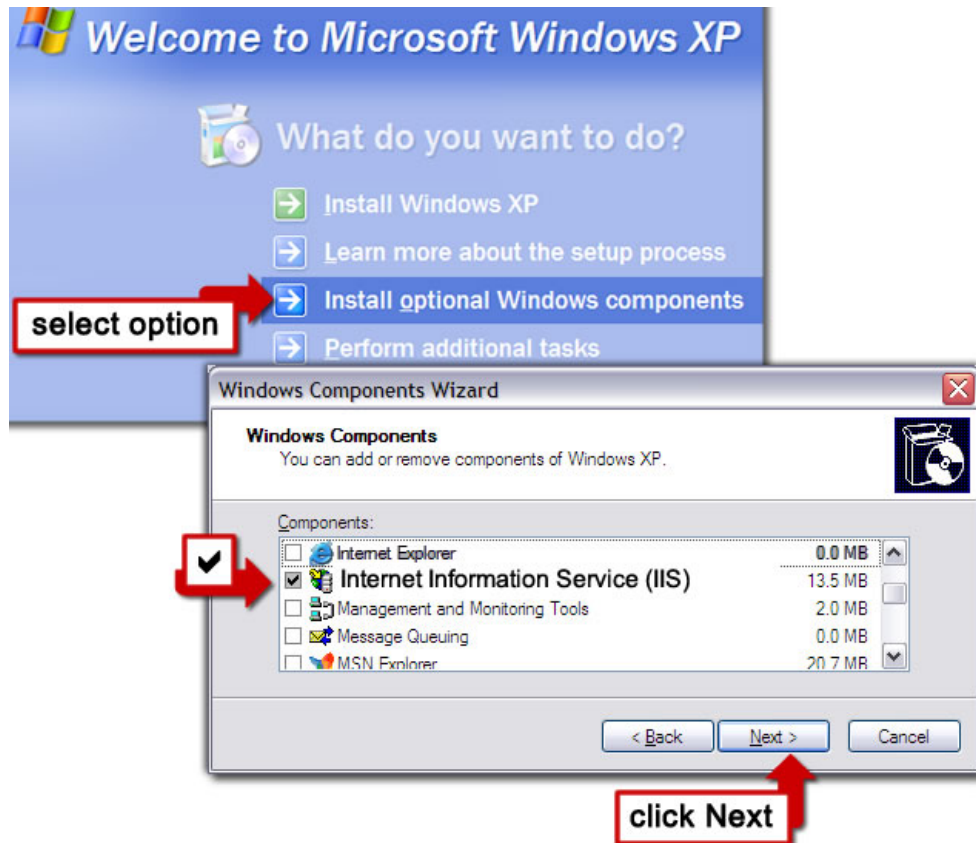 Welcome to Microsoft Windows XP
What do you want to do?
Install Windows XP
Learn more about the setup process
Install optional Windows components
select option
Perform additional tasks
Windows Components Wizard
Windows Components
You can add or remove components of Windows XP.
Components:
Internet Explorer 0.0 MB
Internet Information Service (IIS) 13.5 MB
Management and Monitoring Tools 2.0 MB
Message Queuing 0.0 MB
MSN Explorer 20.7 MB
< Back Next > Cancel
click Next